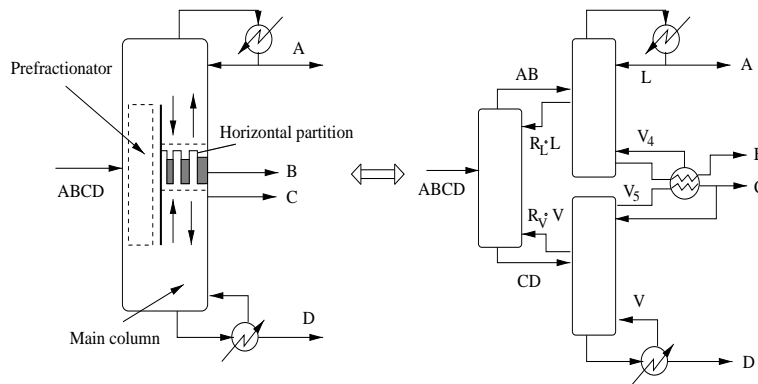 A
Prefractionator
Horizontal partition
ABCD
B
C
D
Main column
AB
L
A
R_L·L
V_4
ABCD
V_5
R_V·V
CD
V
D